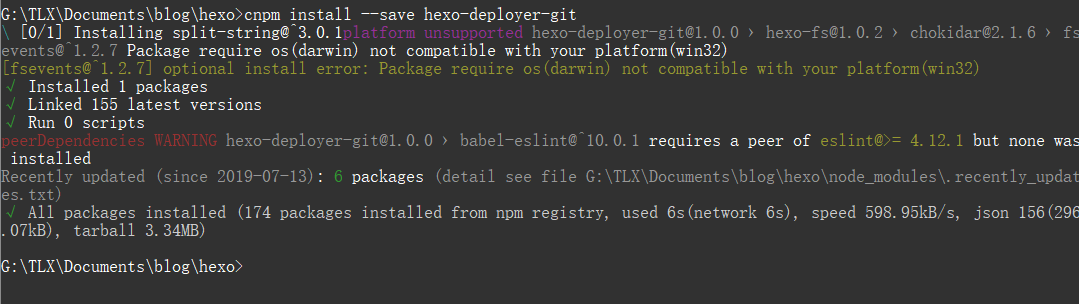 G:\TLX\Documents\blog\hexo>cnpm install --save hexo-deployer-git
\ [0/1] Installing split-string@^3.0.1platform unsupported hexo-deployer-git@1.0.0 › hexo-fs@1.0.2 › chokidar@2.1.6 › fs
events@^1.2.7 Package require os(darwin) not compatible with your platform(win32)
[fsevents@^1.2.7] optional install error: Package require os(darwin) not compatible with your platform(win32)
√ Installed 1 packages
√ Linked 155 latest versions
√ Run 0 scripts
peerDependencies WARNING hexo-deployer-git@1.0.0 › babel-eslint@^10.0.1 requires a peer of eslint@>= 4.12.1 but none was
installed
Recently updated (since 2019-07-13): 6 packages (detail see file G:\TLX\Documents\blog\hexo\node_modules\.recently_updat
es.txt)
√ All packages installed (174 packages installed from npm registry, used 6s(network 6s), speed 598.95kB/s, json 156(296
.07kB), tarball 3.34MB)
G:\TLX\Documents\blog\hexo>